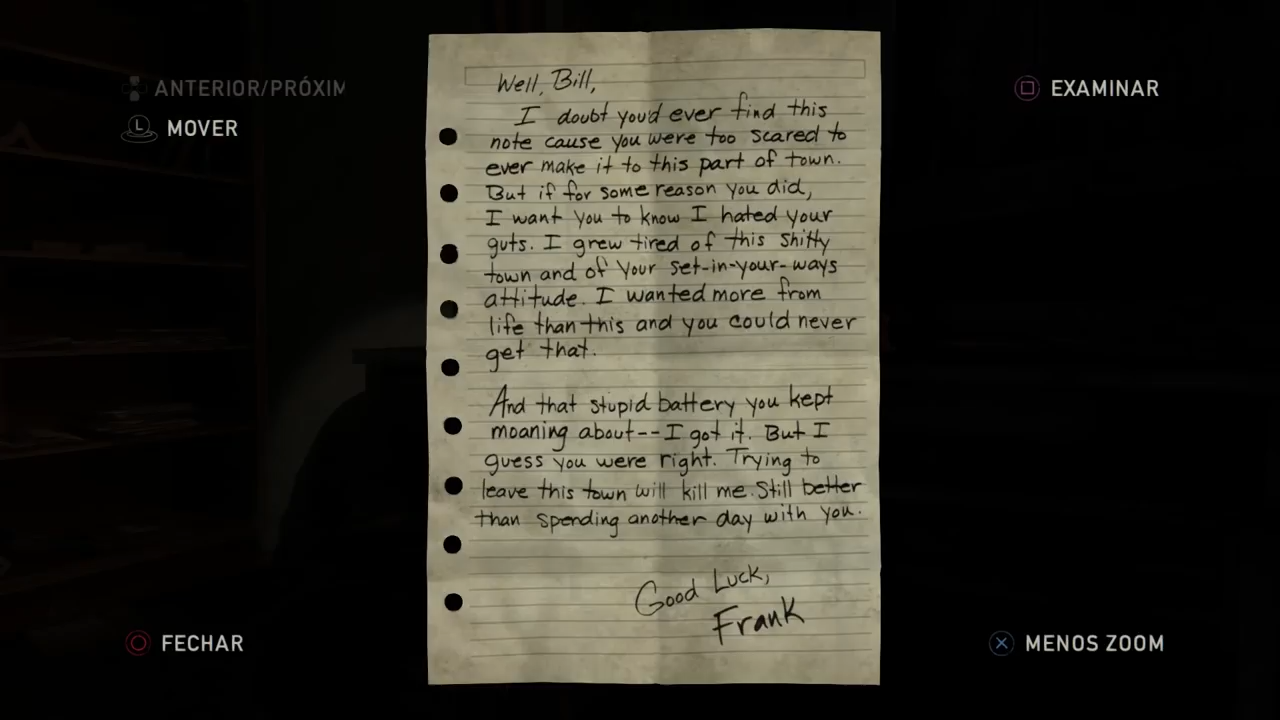 ANTERIOR/PRÓXIM
MOVER
EXAMINAR
Well, Bill,
I doubt you'd ever find this
note cause you were too scared to
ever make it to this part of town.
But if for some reason you did,
I want you to know I hated your
guts. I grew tired of this shitty
town and of your set-in-your-ways
attitude. I wanted more from
life than this and you could never
get that.
And that stupid battery you kept
moaning about--I got it. But I
guess you were right. Trying to
leave this town will kill me. Still better
than spending another day with you.
Good Luck,
Frank
FECHAR
MENOS ZOOM